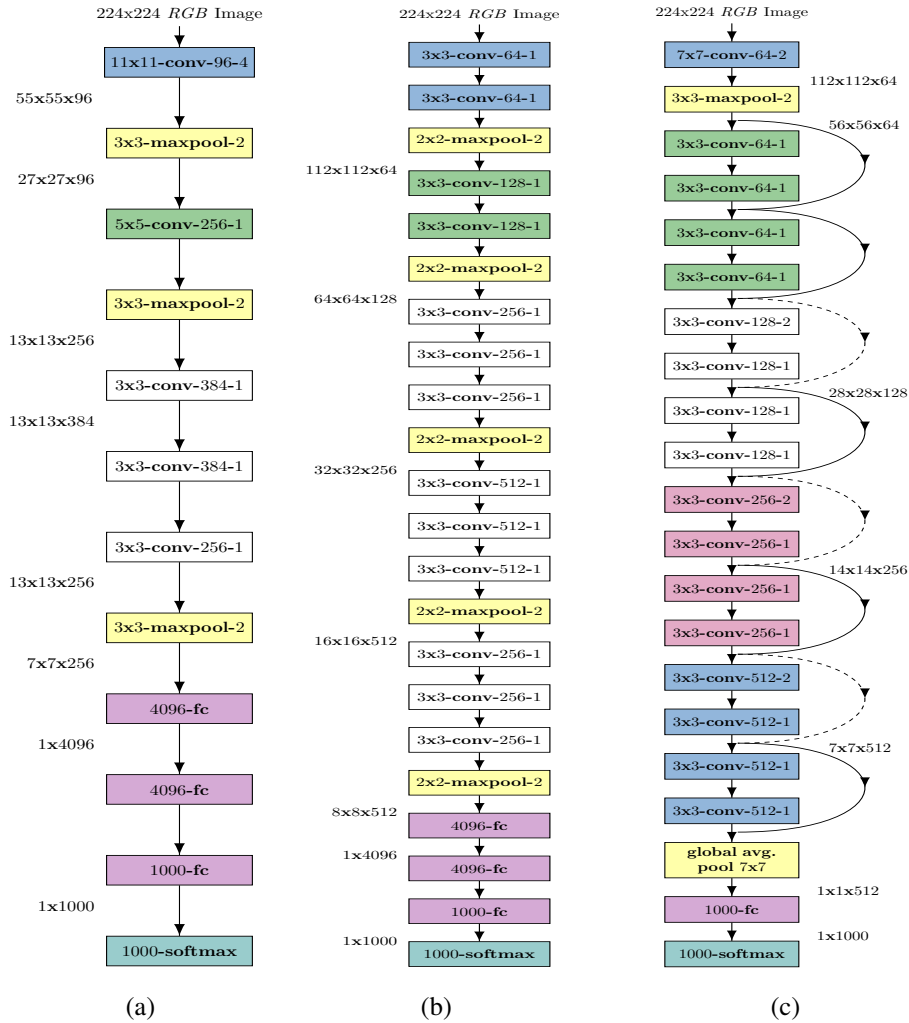 224x224 RGB Image
11x11-conv-96-4
55x55x96
3x3-maxpool-2
27x27x96
5x5-conv-256-1
3x3-maxpool-2
13x13x256
3x3-conv-384-1
13x13x384
3x3-conv-384-1
3x3-conv-256-1
13x13x256
3x3-maxpool-2
7x7x256
4096-fc
1x4096
4096-fc
1000-fc
1x1000
1000-softmax
(a)
224x224 RGB Image
3x3-conv-64-1
3x3-conv-64-1
2x2-maxpool-2
112x112x64
3x3-conv-128-1
3x3-conv-128-1
2x2-maxpool-2
64x64x128
3x3-conv-256-1
3x3-conv-256-1
3x3-conv-256-1
2x2-maxpool-2
32x32x256
3x3-conv-512-1
3x3-conv-512-1
3x3-conv-512-1
2x2-maxpool-2
16x16x512
3x3-conv-256-1
3x3-conv-256-1
3x3-conv-256-1
2x2-maxpool-2
8x8x512
4096-fc
1x4096
4096-fc
1000-fc
1x1000
1000-softmax
(b)
224x224 RGB Image
7x7-conv-64-2
112x112x64
3x3-maxpool-2
56x56x64
3x3-conv-64-1
3x3-conv-64-1
3x3-conv-64-1
3x3-conv-64-1
3x3-conv-128-2
3x3-conv-128-1
28x28x128
3x3-conv-128-1
3x3-conv-128-1
3x3-conv-256-2
3x3-conv-256-1
14x14x256
3x3-conv-256-1
3x3-conv-256-1
3x3-conv-512-2
3x3-conv-512-1
7x7x512
3x3-conv-512-1
3x3-conv-512-1
global avg.
pool 7x7
1x1x512
1000-fc
1x1000
1000-softmax
(c)